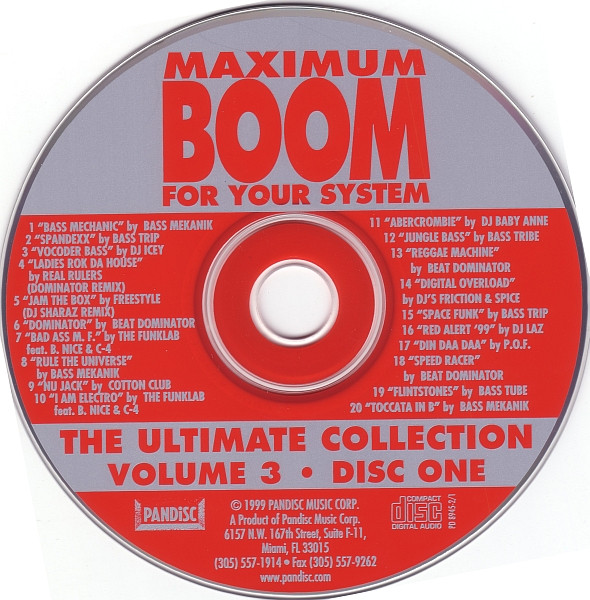 MAXIMUM
BOOM
FOR YOUR SYSTEM
1 "BASS MECHANIC" by BASS MEKANIK
2 "SPANDEXX" by BASS TRIP
3 "VOCODER BASS" by DJ ICEY
4 "LADIES ROK DA HOUSE"
by REAL RULERS
(DOMINATOR REMIX)
5 "JAM THE BOX" by FREESTYLE
(DJ SHARAZ REMIX)
6 "DOMINATOR" by BEAT DOMINATOR
7 "BAD ASS M. F." by THE FUNKLAB
feat. B. NICE & C-4
8 "RULE THE UNIVERSE"
by BASS MEKANIK
9 "NU JACK" by COTTON CLUB
10 "I AM ELECTRO" by THE FUNKLAB
feat. B. NICE & C-4
11 "ABERCROMBIE" by DJ BABY ANNE
12 "JUNGLE BASS" by BASS TRIBE
13 "REGGAE MACHINE"
by BEAT DOMINATOR
14 "DIGITAL OVERLOAD"
by DJ'S FRICTION & SPICE
15 "SPACE FUNK" by BASS TRIP
16 "RED ALERT '99" by DJ LAZ
17 "DIN DAA DAA" by P.O.F.
18 "SPEED RACER"
by BEAT DOMINATOR
19 "FLINTSTONES" by BASS TUBE
20 "TOCCATA IN B" by BASS MEKANIK
THE ULTIMATE COLLECTION
VOLUME 3 • DISC ONE
PANDISC
© 1999 PANDISC MUSIC CORP.
A Product of Pandisc Music Corp.
6157 N.W. 167th Street, Suite F-11,
Miami, FL 33015
(305) 557-1914 • Fax (305) 557-9262
www.pandisc.com
COMPACT
disc
DIGITAL AUDIO
PD 8945-2/1